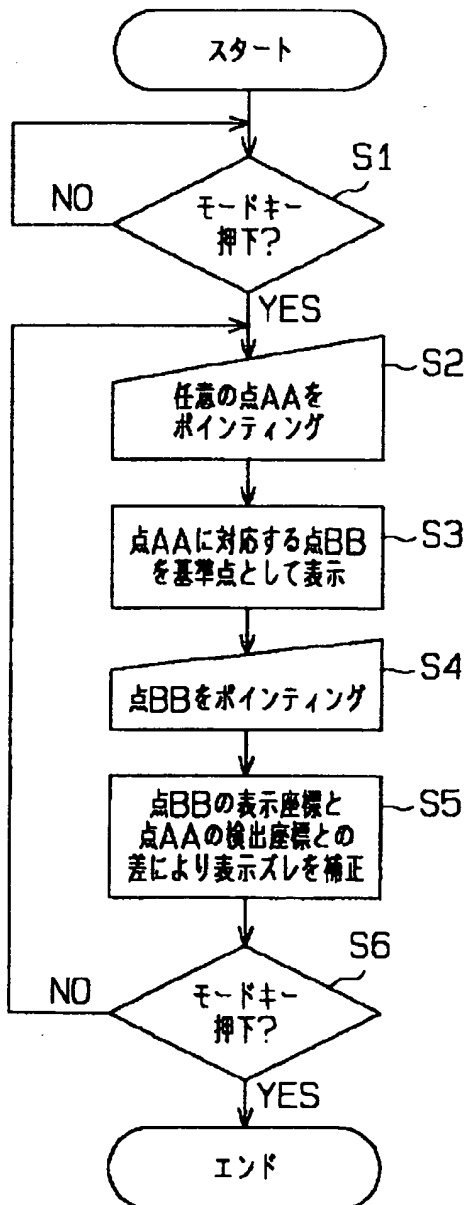 スタート
S1
NO
モードキー
押下?
YES
S2
任意の点AAを
ポインティング
S3
点AAに対応する点BB
を基準点として表示
S4
点BBをポインティング
S5
点BBの表示座標と
点AAの検出座標との
差により表示ズレを補正
S6
NO
モードキー
押下?
YES
エンド